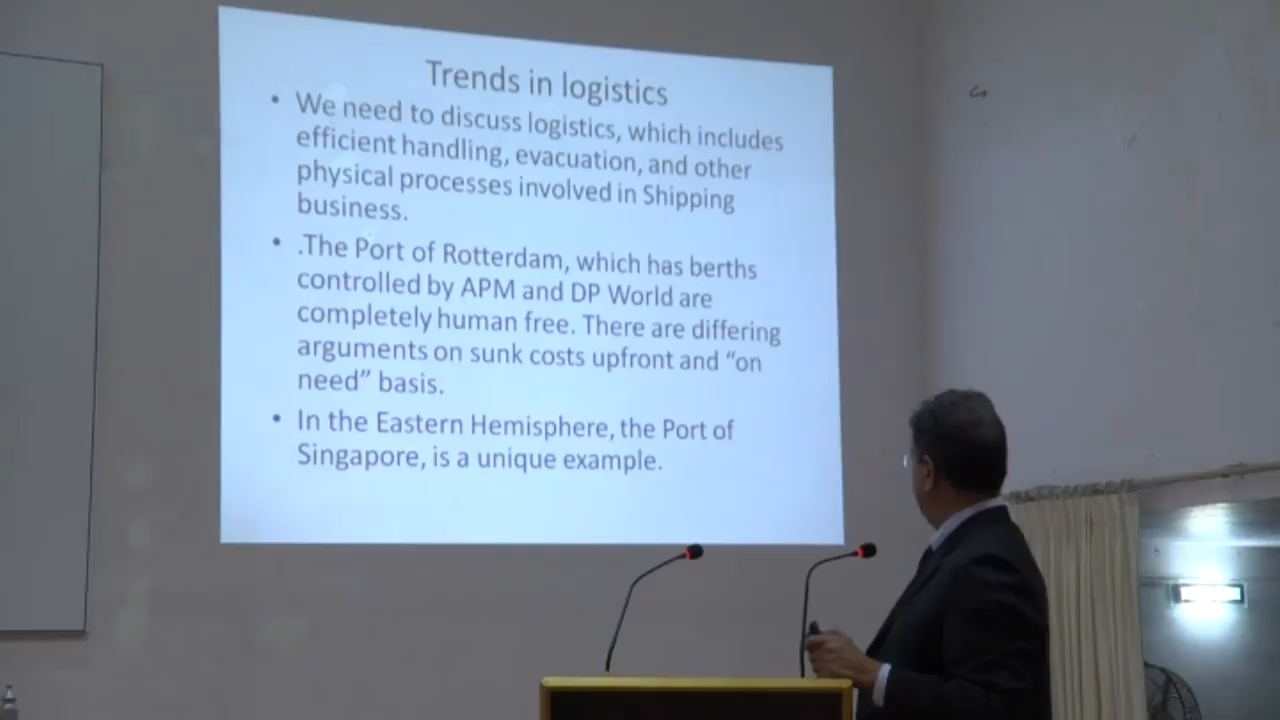 Trends in logistics
• We need to discuss logistics, which includes
efficient handling, evacuation, and other
physical processes involved in Shipping
business.
• .The Port of Rotterdam, which has berths
controlled by APM and DP World are
completely human free. There are differing
arguments on sunk costs upfront and “on
need” basis.
• In the Eastern Hemisphere, the Port of
Singapore, is a unique example.